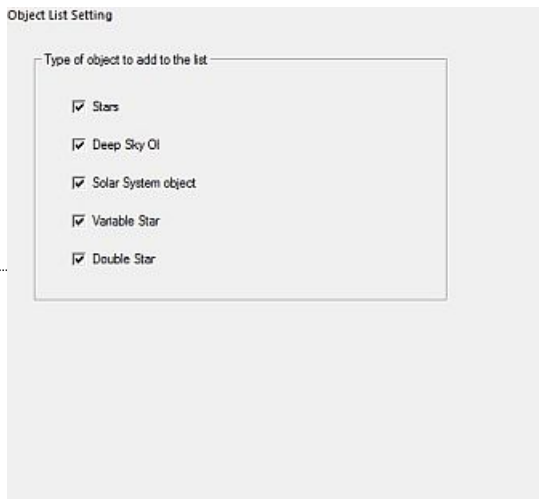 Object List Setting
Type of object to add to the list
Stars
Deep Sky Ol
Solar System object
Variable Star
Double Star